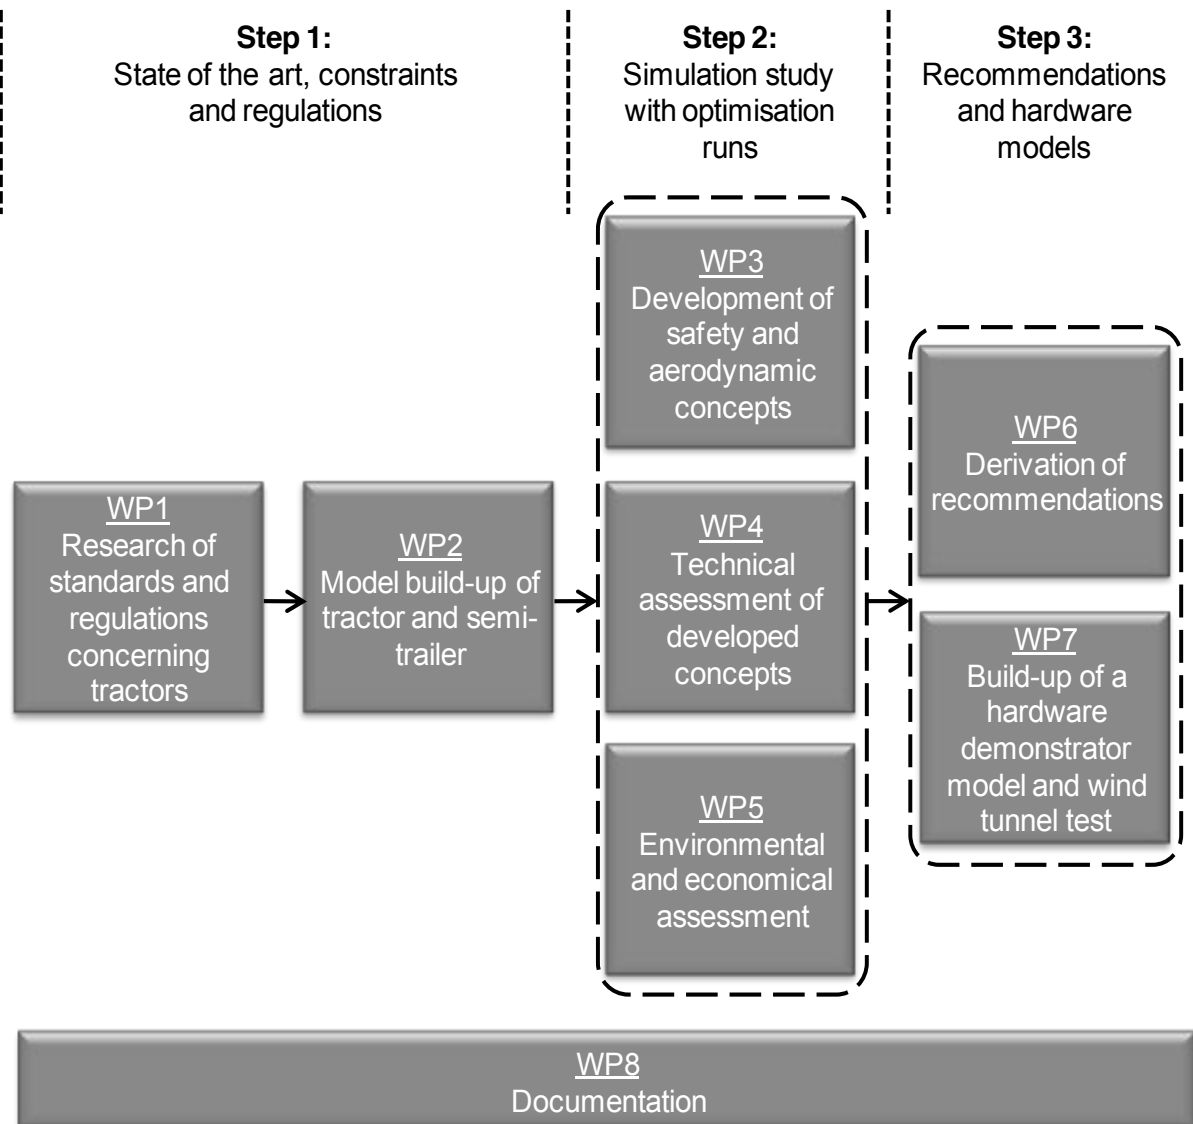 Step 1:
State of the art, constraints
and regulations
Step 2:
Simulation study
with optimisation
runs
Step 3:
Recommendations
and hardware
models
WP1
Research of
standards and
regulations
concerning
tractors
WP2
Model build-up of
tractor and semi-
trailer
WP3
Development of
safety and
aerodynamic
concepts
WP4
Technical
assessment of
developed
concepts
WP5
Environmental
and economical
assessment
WP6
Derivation of
recommendations
WP7
Build-up of a
hardware
demonstrator
model and wind
tunnel test
WP8
Documentation